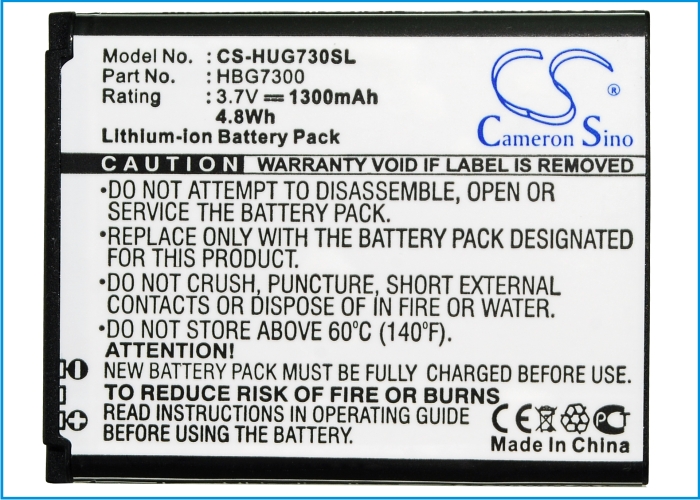 Type : CS-HUG730SL
Part No. : HBG7300
Rating : 3.7V 1300mAh
4.8Wh
Lithium-ion Battery Pack
CS
®
Cameron Sino
CAUTION WARRANTY VOID IF LABEL IS REMOVED
•DO NOT ATTEMPT TO DISASSEMBLE, OPEN OR
SERVICE THE BATTERY PACK.
•REPLACE ONLY WITH THE BATTERY PACK DESIGNED
FOR THIS PRODUCT.
•DO NOT CRUSH, PUNCTURE, SHORT EXTERNAL
CONTACTS OR DISPOSE OF IN FIRE OR WATER.
•DO NOT STORE ABOVE 60°C (140°F).
ATTENTION!
NEW BATTERY PACK MUST BE FULLY CHARGED BEFORE USE.
TO REDUCE RISK OF FIRE OR BURNS
READ INSTRUCTIONS IN OPERATING GUIDE
BEFORE USING THE BATTERY.
CE
Made In China